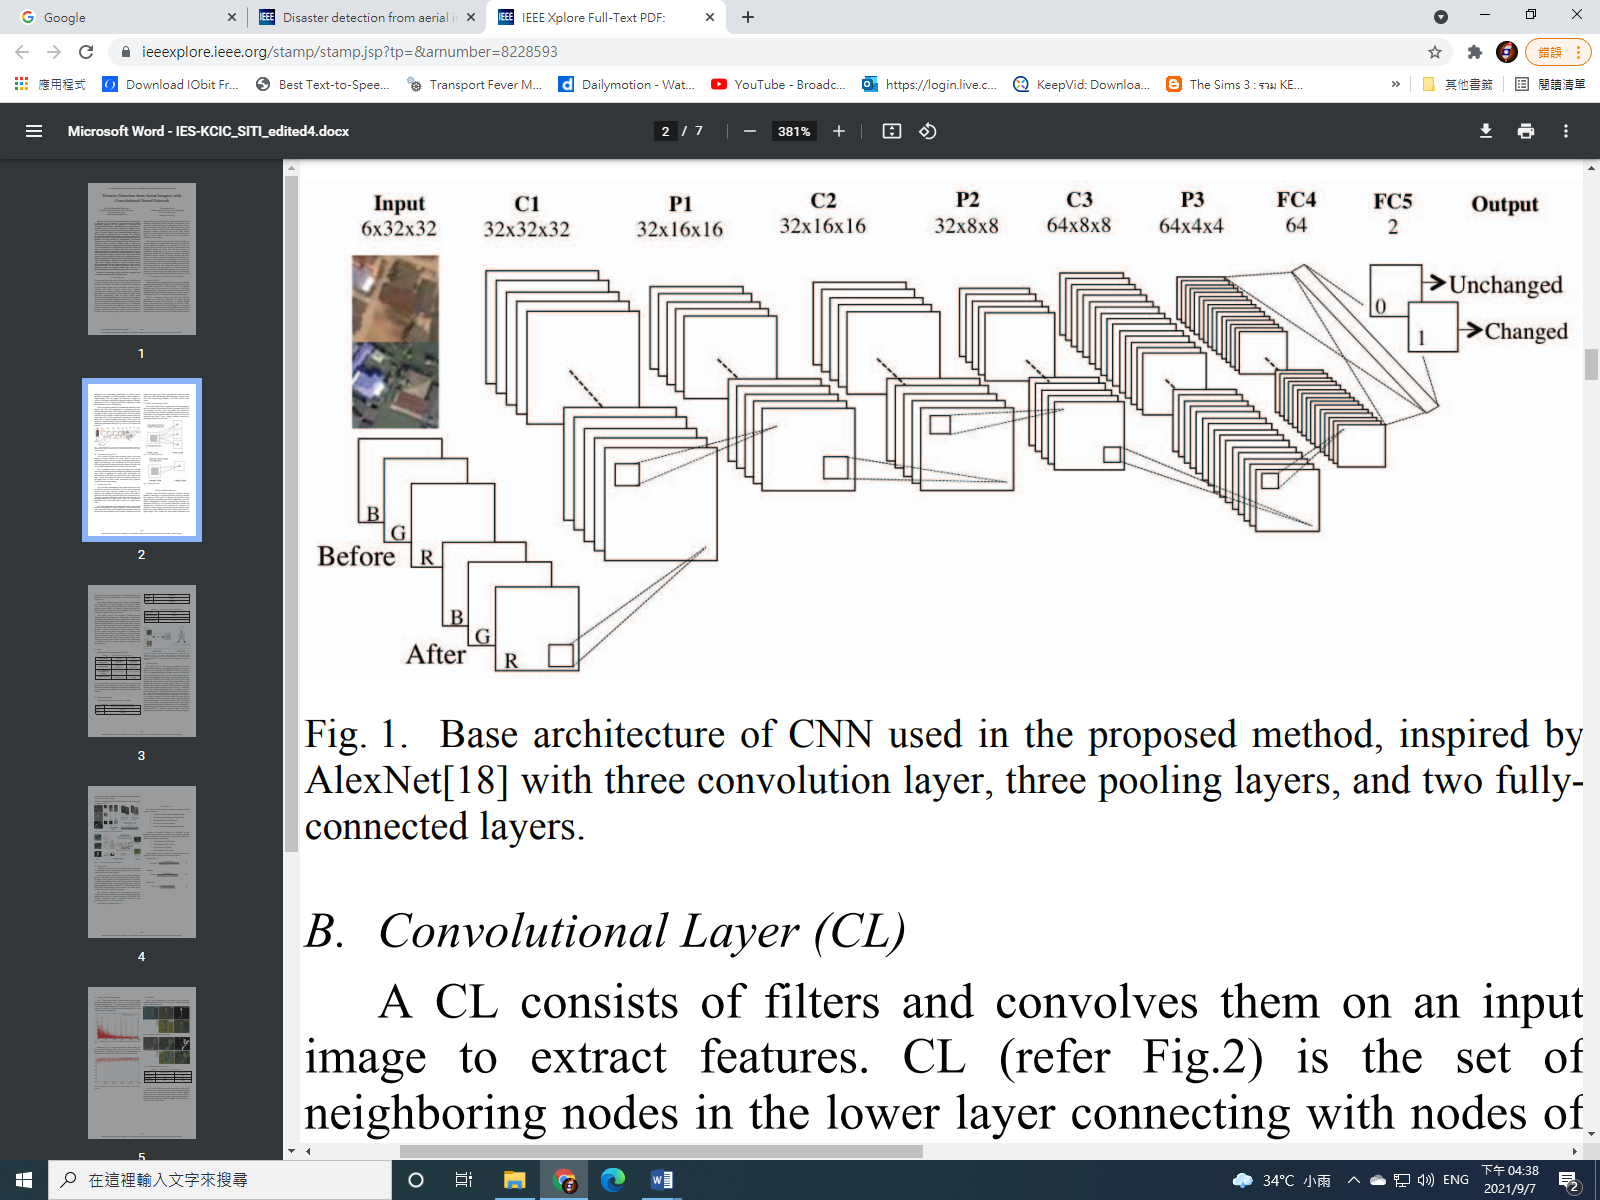 Google
Disaster detection from aerial i
IEEE Xplore Full-Text PDF:
ieeexplore.ieee.org/stamp/stamp.jsp?tp=&arnumber=8228593
錯誤
應用程式
Download IObit Fr...
Best Text-to-Spee...
Transport Fever M...
Dailymotion - Wat...
YouTube - Broadc...
https://login.live.c...
KeepVid: Downloa...
The Sims 3 : รวม KE...
»
其他書籤
閱讀清單
Microsoft Word - IES-KCIC_SITI_edited4.docx
2 / 7
381%
1
2
3
4
5
Input C1 P1 C2 P2 C3 P3 FC4 FC5 Output
6x32x32 32x32x32 32x16x16 32x16x16 32x8x8 64x8x8 64x4x4 64 2
0
Unchanged
1
Changed
B
G
R
Before
B
G
R
After
Fig. 1. Base architecture of CNN used in the proposed method, inspired by
AlexNet[18] with three convolution layer, three pooling layers, and two fully-
connected layers.
B. Convolutional Layer (CL)
A CL consists of filters and convolves them on an input
image to extract features. CL (refer Fig.2) is the set of
neighboring nodes in the lower layer connecting with nodes of
在這裡輸入文字來搜尋
34°C 小雨
ENG
下午 04:38
2021/9/7
2